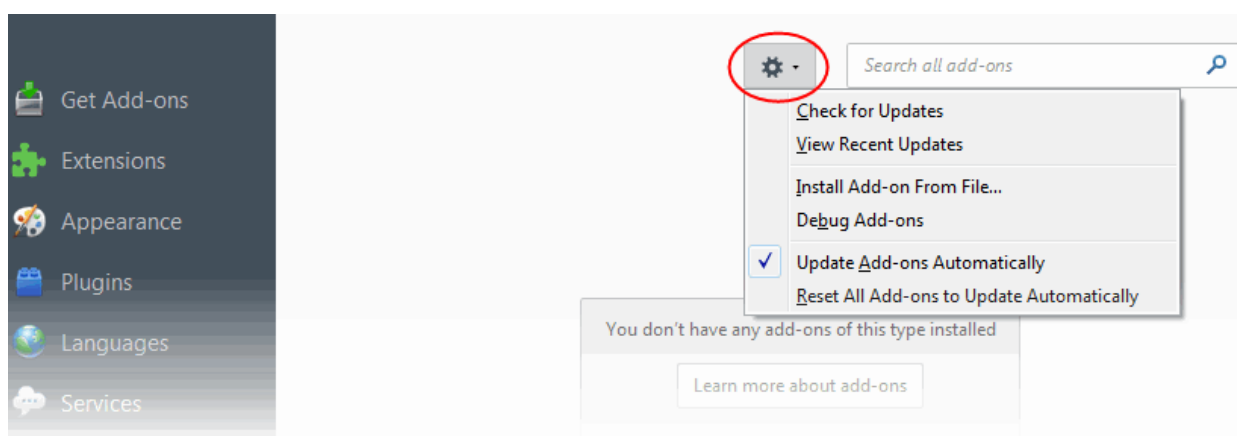 Get Add-ons
Extensions
Appearance
Plugins
Languages
Services
Search all add-ons
Check for Updates
View Recent Updates
Install Add-on From File...
Debug Add-ons
Update Add-ons Automatically
Reset All Add-ons to Update Automatically
You don't have any add-ons of this type installed
Learn more about add-ons